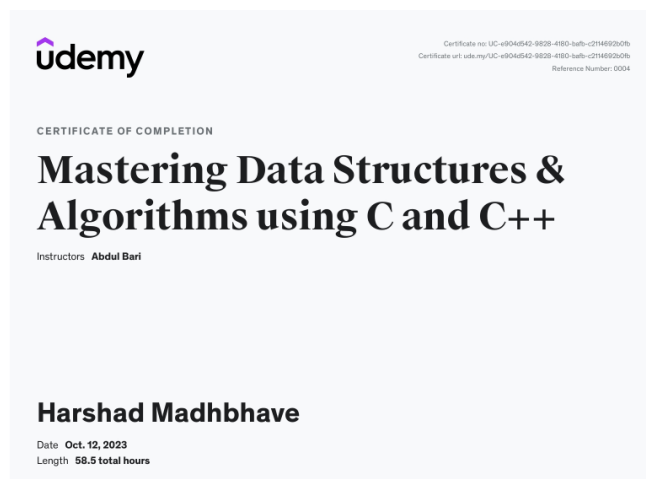 udemy
Certificate no: UC-e904d542-9828-4180-bafb-c2114692b0fb
Certificate url: ude.my/UC-e904d542-9828-4180-bafb-c2114692b0fb
Reference Number: 0004
CERTIFICATE OF COMPLETION
Mastering Data Structures &
Algorithms using C and C++
Instructors Abdul Bari
Harshad Madhbhave
Date Oct. 12, 2023
Length 58.5 total hours